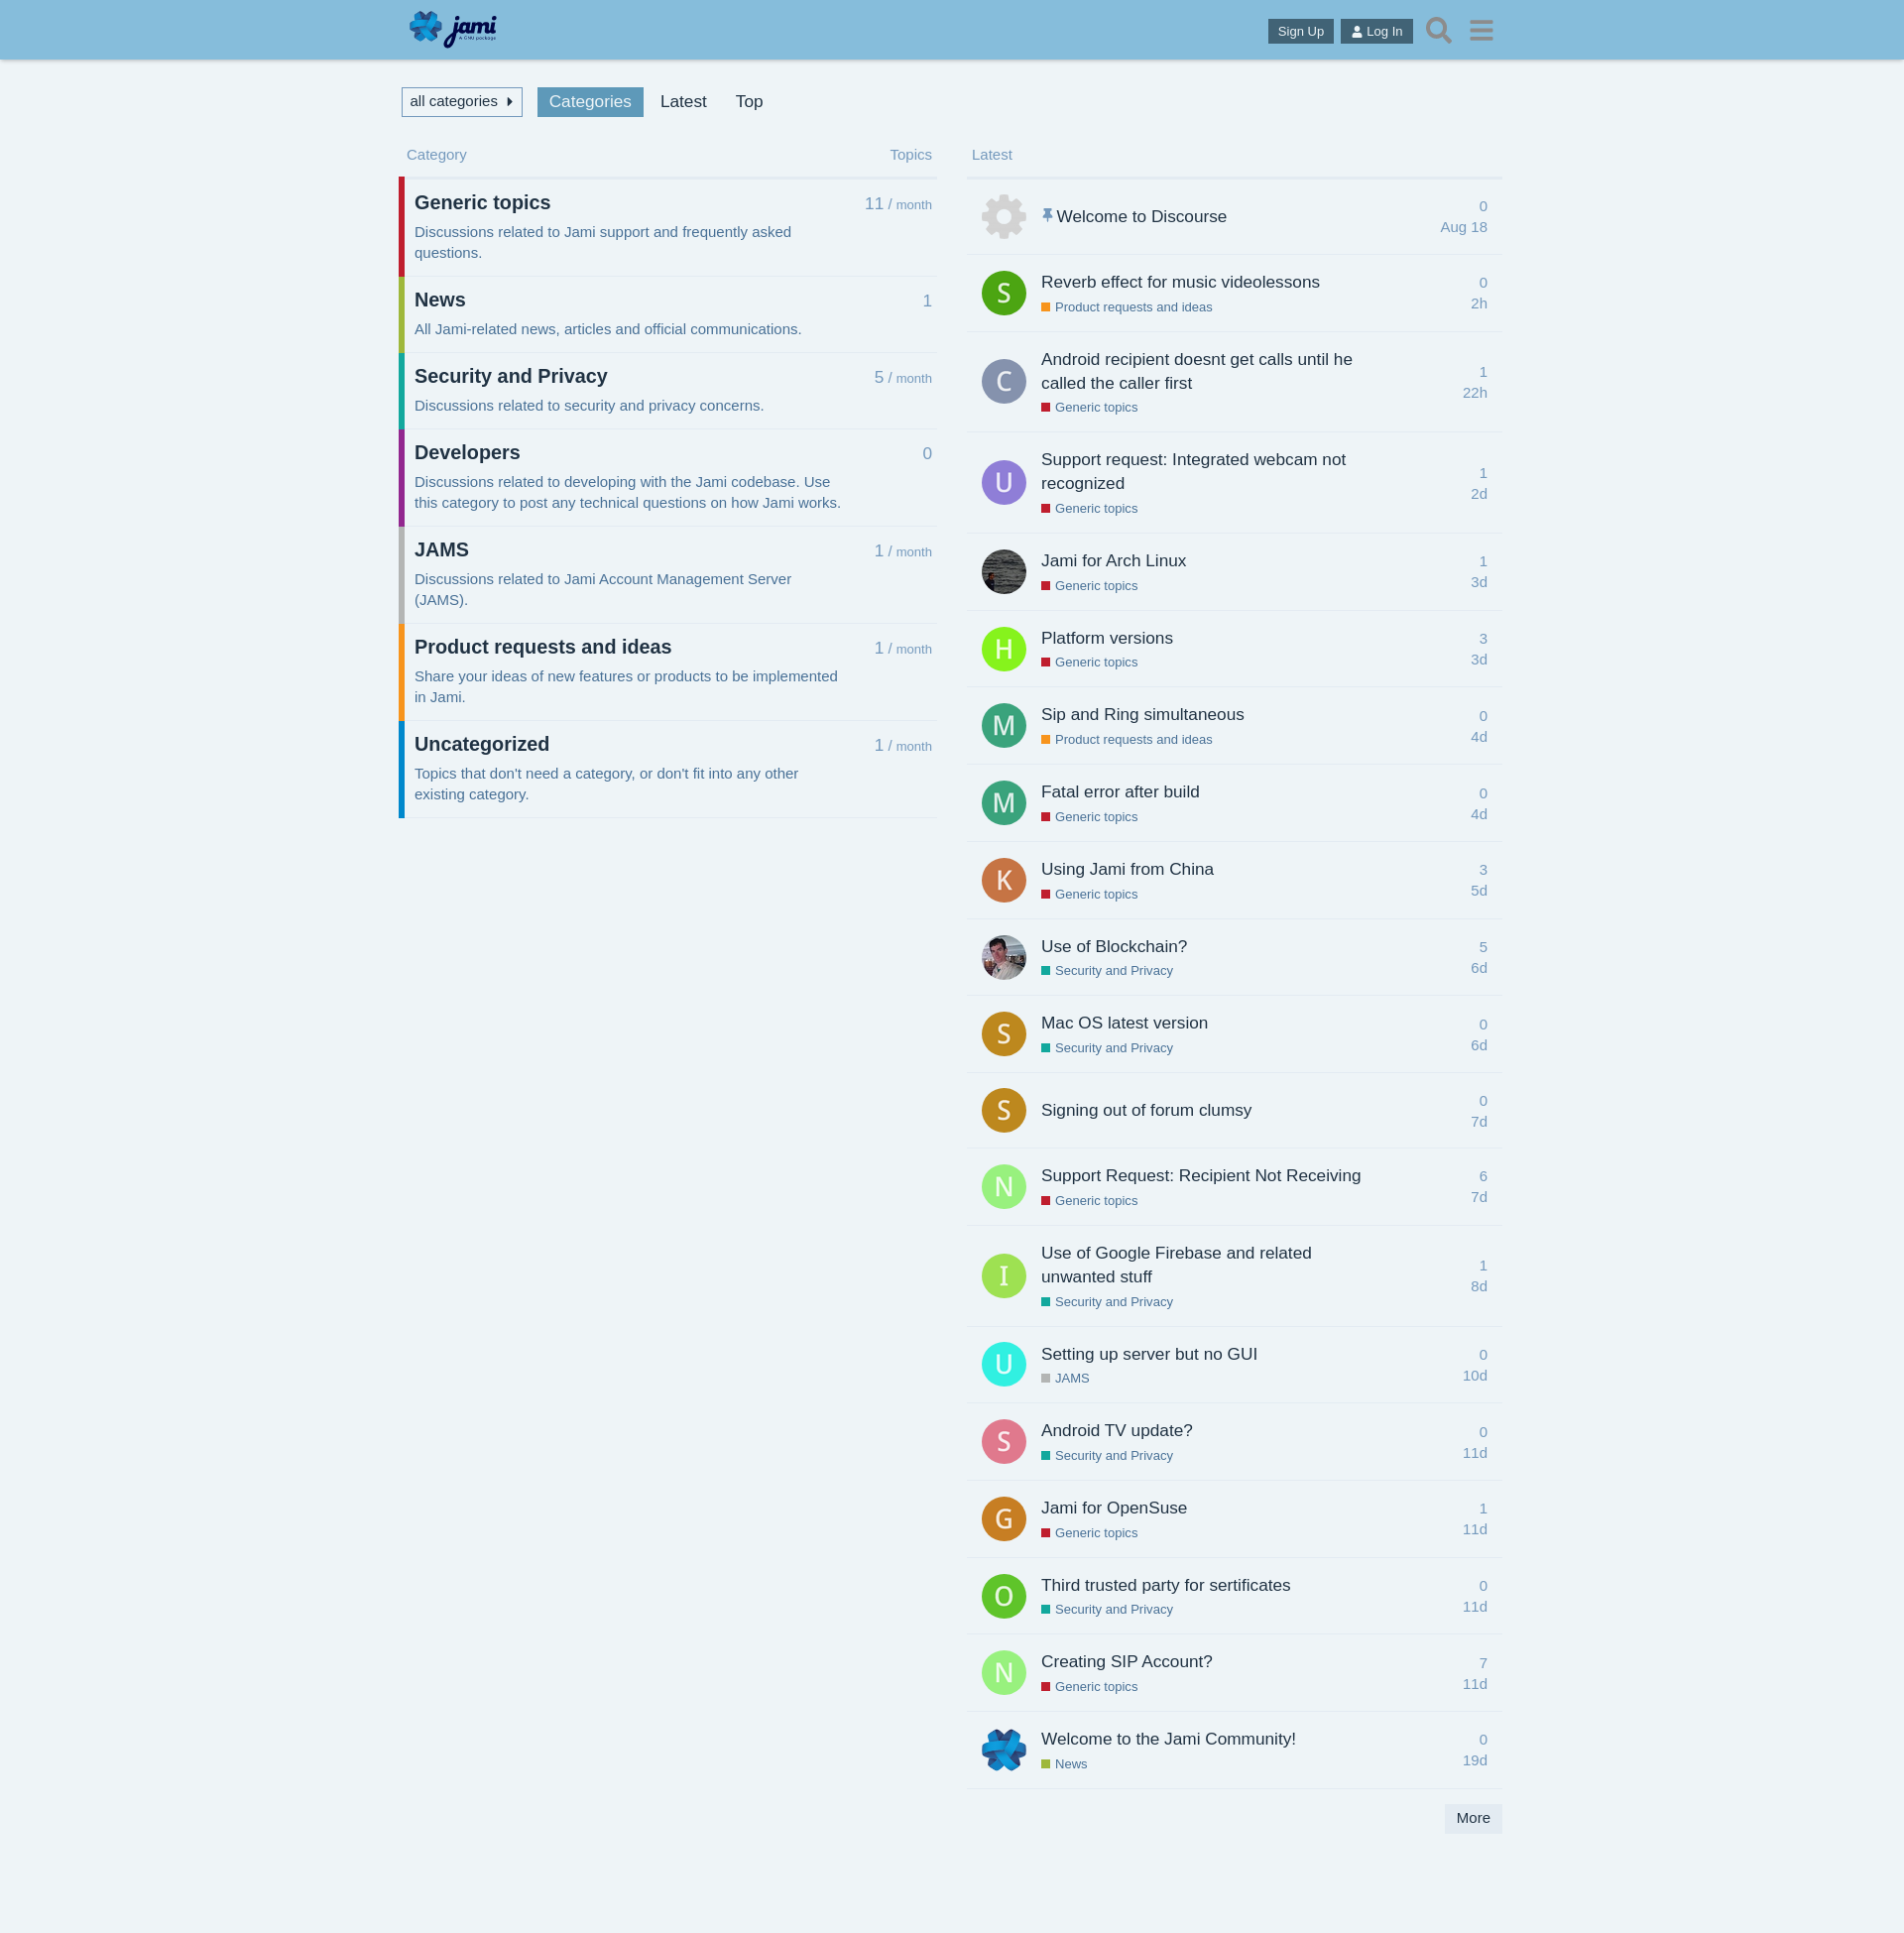 jami
A GNU package
Sign Up
Log In
all categories
Categories
Latest
Top
Category
Topics
Generic topics
11 / month
Discussions related to Jami support and frequently asked
questions.
News
1
All Jami-related news, articles and official communications.
Security and Privacy
5 / month
Discussions related to security and privacy concerns.
Developers
0
Discussions related to developing with the Jami codebase. Use
this category to post any technical questions on how Jami works.
JAMS
1 / month
Discussions related to Jami Account Management Server
(JAMS).
Product requests and ideas
1 / month
Share your ideas of new features or products to be implemented
in Jami.
Uncategorized
1 / month
Topics that don't need a category, or don't fit into any other
existing category.
Latest
Welcome to Discourse
0
Aug 18
S
Reverb effect for music videolessons
Product requests and ideas
0
2h
C
Android recipient doesnt get calls until he
called the caller first
Generic topics
1
22h
U
Support request: Integrated webcam not
recognized
Generic topics
1
2d
Jami for Arch Linux
Generic topics
1
3d
H
Platform versions
Generic topics
3
3d
M
Sip and Ring simultaneous
Product requests and ideas
0
4d
M
Fatal error after build
Generic topics
0
4d
K
Using Jami from China
Generic topics
3
5d
Use of Blockchain?
Security and Privacy
5
6d
S
Mac OS latest version
Security and Privacy
0
6d
S
Signing out of forum clumsy
0
7d
N
Support Request: Recipient Not Receiving
Generic topics
6
7d
I
Use of Google Firebase and related
unwanted stuff
Security and Privacy
1
8d
U
Setting up server but no GUI
JAMS
0
10d
S
Android TV update?
Security and Privacy
0
11d
G
Jami for OpenSuse
Generic topics
1
11d
O
Third trusted party for sertificates
Security and Privacy
0
11d
N
Creating SIP Account?
Generic topics
7
11d
Welcome to the Jami Community!
News
0
19d
More